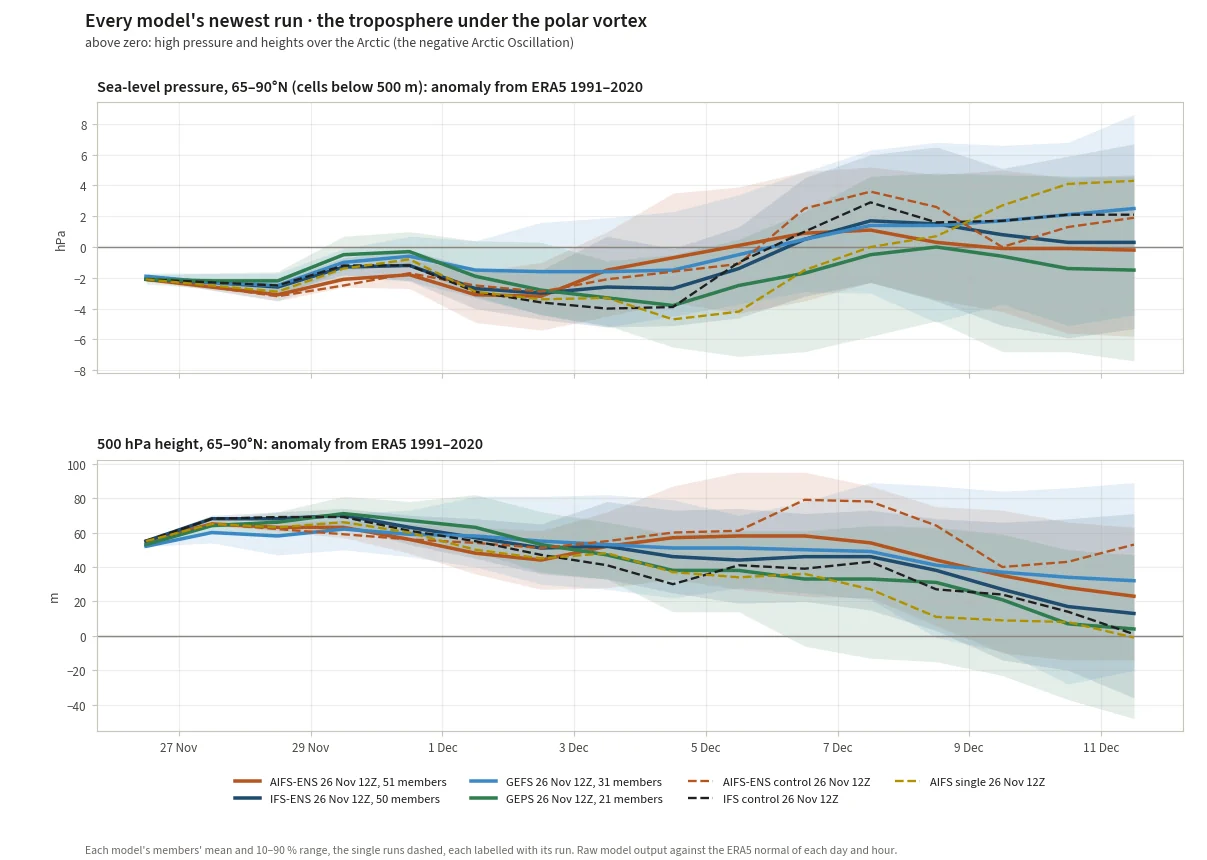 Every model's newest run · the troposphere under the polar vortex
above zero: high pressure and heights over the Arctic (the negative Arctic Oscillation)
Sea-level pressure, 65–90°N (cells below 500 m): anomaly from ERA5 1991–2020
8
6
4
2
0
−2
−4
−6
−8
hPa
500 hPa height, 65–90°N: anomaly from ERA5 1991–2020
100
80
60
40
20
0
−20
−40
m
27 Nov 29 Nov 1 Dec 3 Dec 5 Dec 7 Dec 9 Dec 11 Dec
AIFS-ENS 26 Nov 12Z, 51 members GEFS 26 Nov 12Z, 31 members AIFS-ENS control 26 Nov 12Z AIFS single 26 Nov 12Z
IFS-ENS 26 Nov 12Z, 50 members GEPS 26 Nov 12Z, 21 members IFS control 26 Nov 12Z
Each model's members' mean and 10–90 % range, the single runs dashed, each labelled with its run. Raw model output against the ERA5 normal of each day and hour.